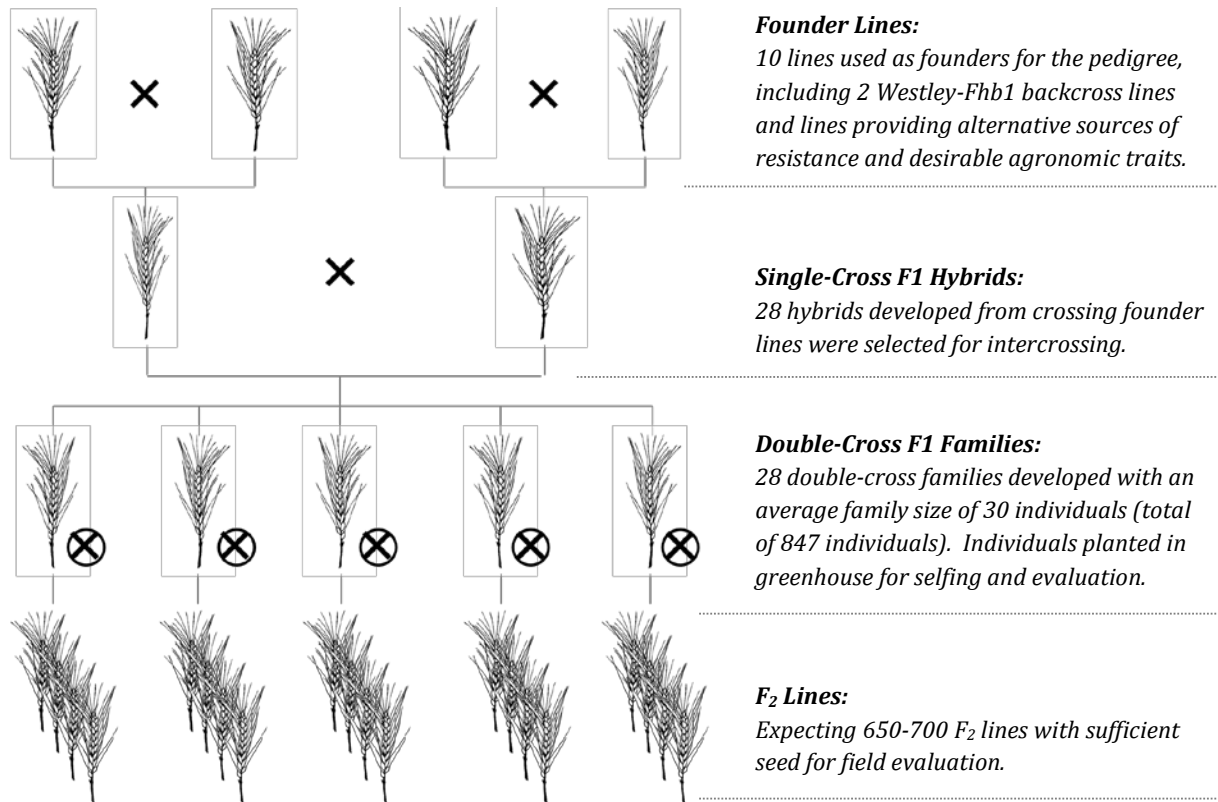 Founder Lines:
10 lines used as founders for the pedigree,
including 2 Westley-Fhb1 backcross lines
and lines providing alternative sources of
resistance and desirable agronomic traits.
Single-Cross F1 Hybrids:
28 hybrids developed from crossing founder
lines were selected for intercrossing.
Double-Cross F1 Families:
28 double-cross families developed with an
average family size of 30 individuals (total
of 847 individuals).  Individuals planted in
greenhouse for selfing and evaluation.
F₂ Lines:
Expecting 650-700 F₂ lines with sufficient
seed for field evaluation.